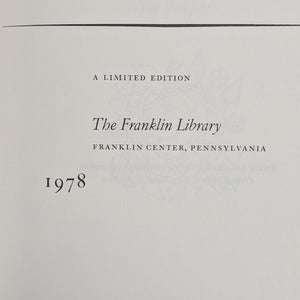 A LIMITED EDITION
The Franklin Library
FRANKLIN CENTER, PENNSYLVANIA
1978